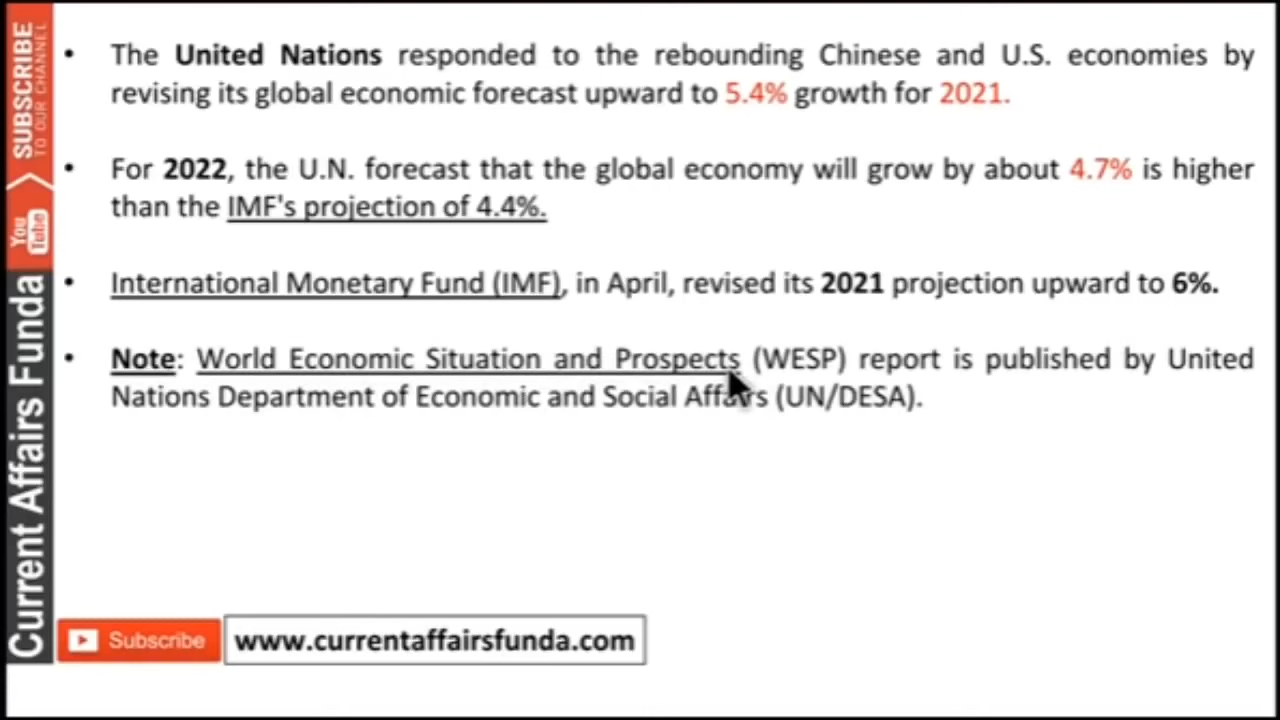 • The United Nations responded to the rebounding Chinese and U.S. economies by
revising its global economic forecast upward to 5.4% growth for 2021.
• For 2022, the U.N. forecast that the global economy will grow by about 4.7% is higher
than the IMF's projection of 4.4%.
• International Monetary Fund (IMF), in April, revised its 2021 projection upward to 6%.
• Note: World Economic Situation and Prospects (WESP) report is published by United
Nations Department of Economic and Social Affairs (UN/DESA).
SUBSCRIBE
TO OUR CHANNEL
You
Tube
Current Affairs Funda
Subscribe
www.currentaffairsfunda.com